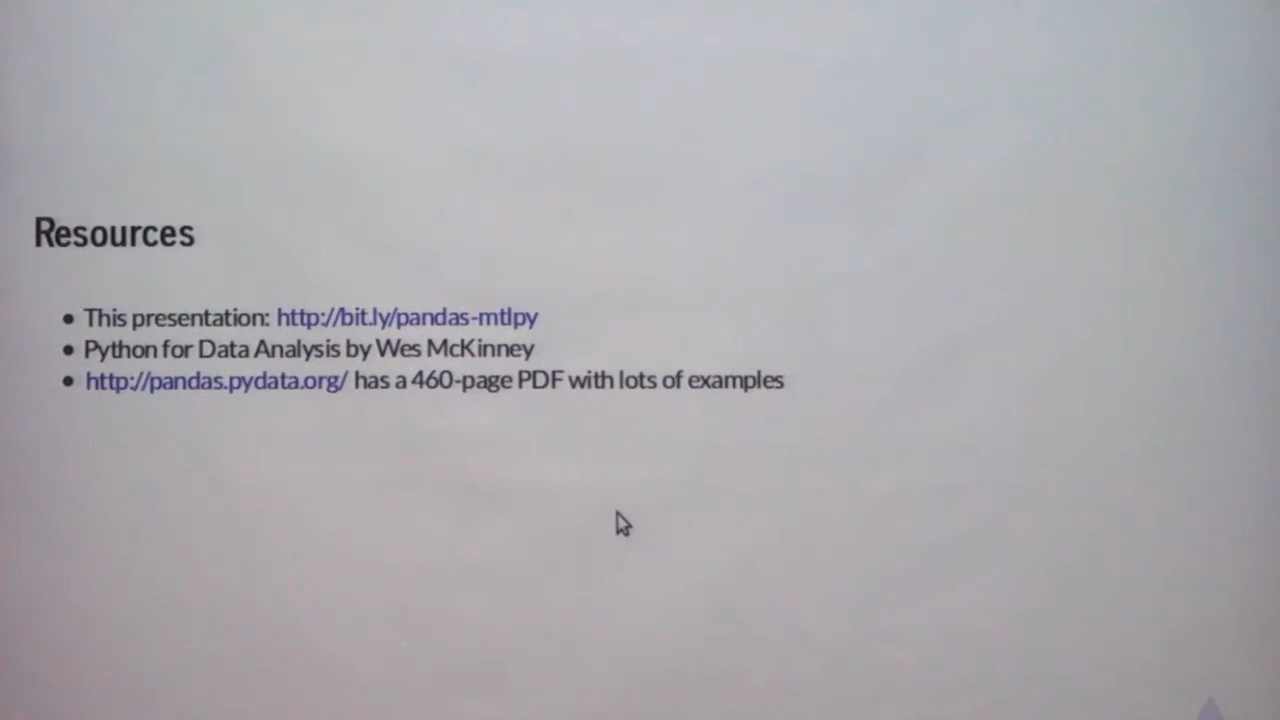 Resources
• This presentation: http://bit.ly/pandas-mtlpy
• Python for Data Analysis by Wes McKinney
• http://pandas.pydata.org/ has a 460-page PDF with lots of examples